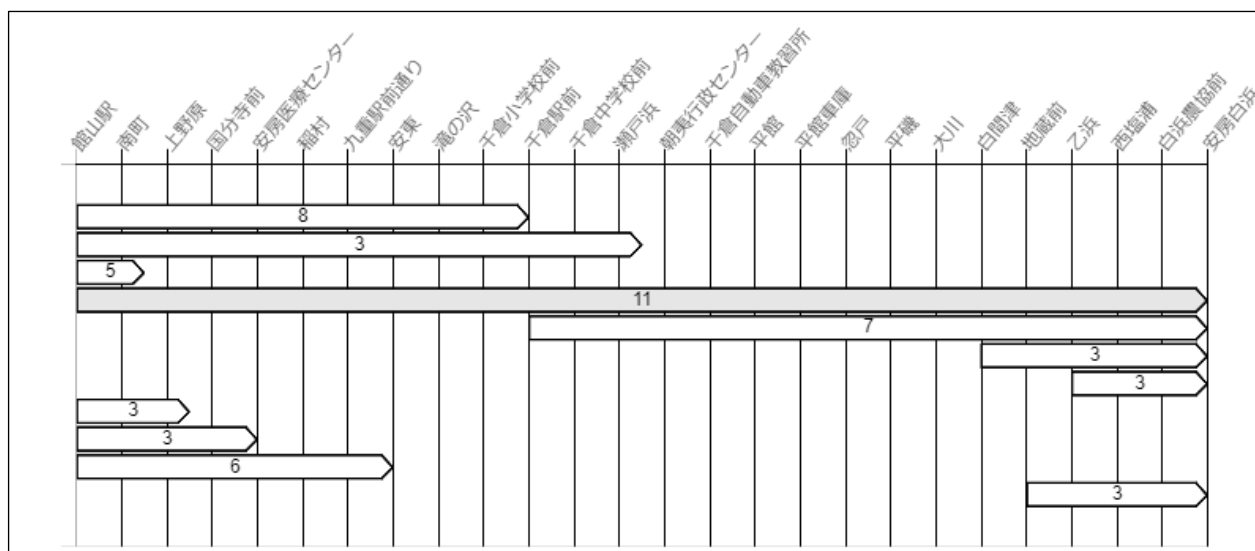 館山駅
南町
上野原
国分寺前
安房医療センター
稲村
九重駅前通り
安東
滝の沢
千倉小学校前
千倉駅前
千倉中学校前
瀬戸浜
朝夷行政センター
千倉自動車教習所
平舘
平舘車庫
忽戸
平磯
大川
白間津
地蔵前
乙浜
西塩浦
白浜農協前
安房白浜
8
3
5
11
7
3
3
3
3
6
3